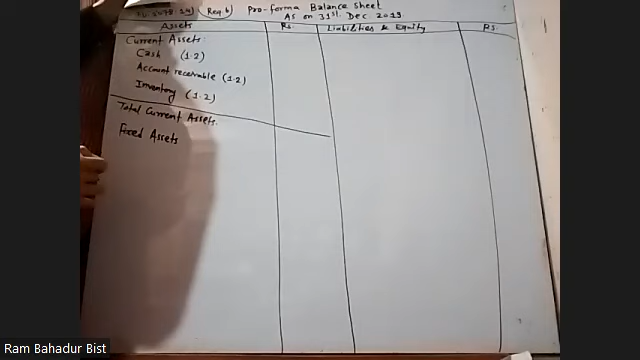 Req. b) Pro-forma Balance Sheet
As on 31st Dec. 2019
Assets Rs. Liabilities & Equity Rs.
Current Assets:
Cash (1.2)
Account receivable (1.2)
Inventory (1.2)
Total Current Assets.
Fixed Assets
Ram Bahadur Bist